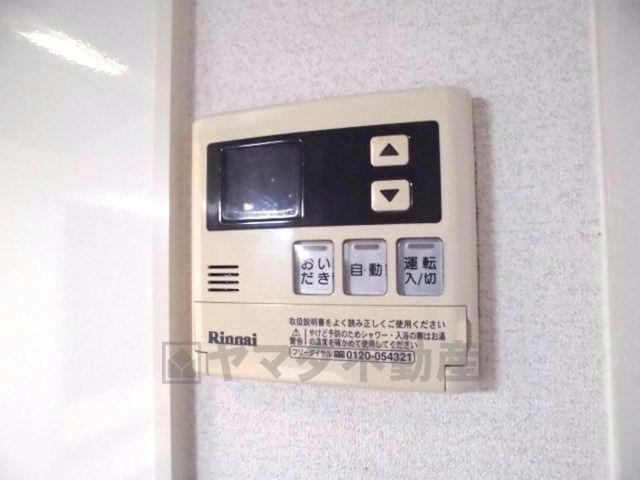 ▲
▼
おい
だき
自動
運転
入/切
Rinnai
取扱説明書をよく読み正しくご使用ください
警告
やけど予防のためシャワー・入浴の際はお湯
の温度を確かめて使用してください
フリーダイヤル 0120-054321
ヤマダ不動産